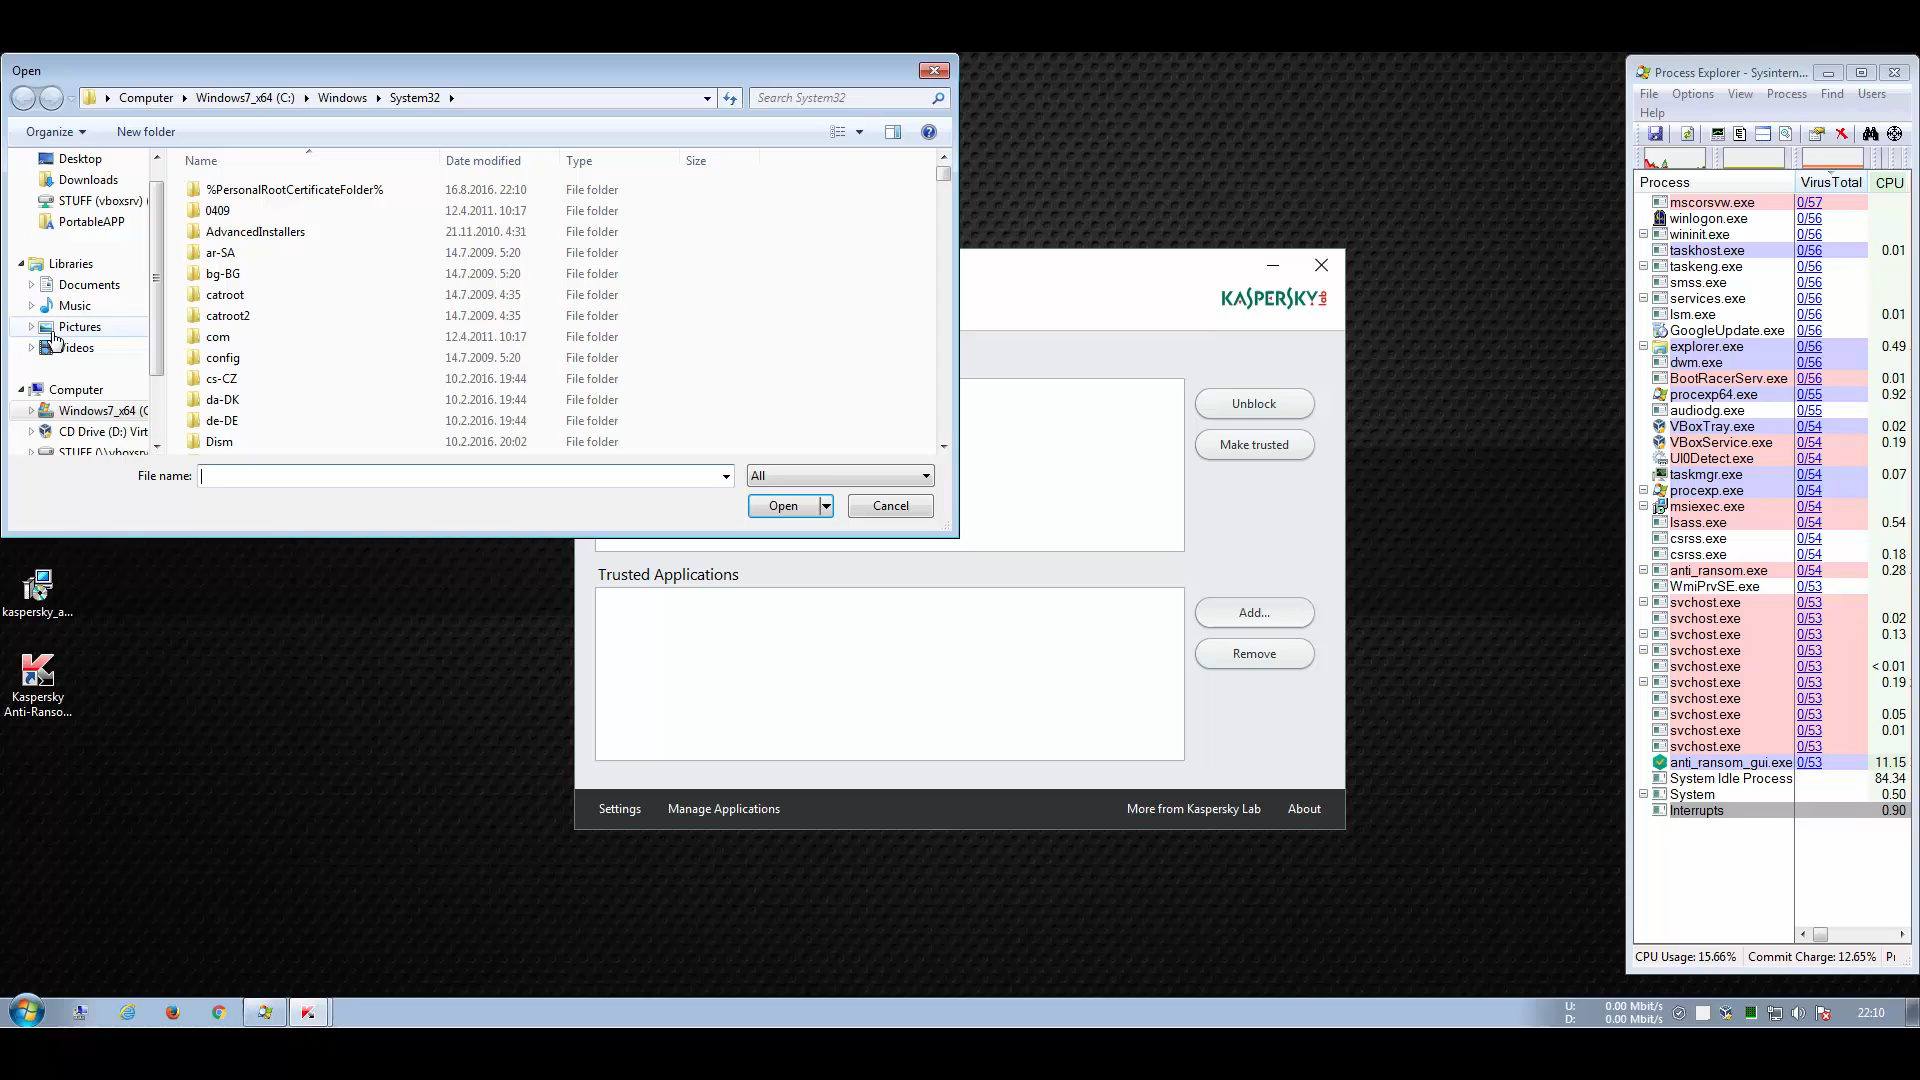 Open
Computer
Windows7_x64 (C:)
Windows
System32
Search System32
Organize
New folder
Desktop
Downloads
STUFF (vboxsrv) (
PortableAPP
Libraries
Documents
Music
Pictures
Videos
Computer
Windows7_x64 (C
CD Drive (D:) Virt
STUFF (\\vboxsrv
Name Date modified Type Size
%PersonalRootCertificateFolder% 16.8.2016. 22:10 File folder
0409 12.4.2011. 10:17 File folder
AdvancedInstallers 21.11.2010. 4:31 File folder
ar-SA 14.7.2009. 5:20 File folder
bg-BG 14.7.2009. 5:20 File folder
catroot 14.7.2009. 4:35 File folder
catroot2 14.7.2009. 4:35 File folder
com 12.4.2011. 10:17 File folder
config 14.7.2009. 5:20 File folder
cs-CZ 10.2.2016. 19:44 File folder
da-DK 10.2.2016. 19:44 File folder
de-DE 10.2.2016. 19:44 File folder
Dism 10.2.2016. 20:02 File folder
File name: All
Open Cancel
KASPERSKY lab
Unblock
Make trusted
Trusted Applications
Add...
Remove
Settings Manage Applications More from Kaspersky Lab About
kaspersky_a...
Kaspersky
Anti-Ranso...
Process Explorer - Sysintern...
File Options View Process Find Users
Help
Process VirusTotal CPU
mscorsvw.exe 0/57
winlogon.exe 0/56
wininit.exe 0/56
taskhost.exe 0/56 0.01
taskeng.exe 0/56
smss.exe 0/56
services.exe 0/56
lsm.exe 0/56 0.01
GoogleUpdate.exe 0/56
explorer.exe 0/56 0.49
dwm.exe 0/56
BootRacerServ.exe 0/56 0.01
procexp64.exe 0/55 0.92
audiodg.exe 0/55
VBoxTray.exe 0/54 0.02
VBoxService.exe 0/54 0.19
UI0Detect.exe 0/54
taskmgr.exe 0/54 0.07
procexp.exe 0/54
msiexec.exe 0/54
lsass.exe 0/54 0.54
csrss.exe 0/54
csrss.exe 0/54 0.18
anti_ransom.exe 0/54 0.28
WmiPrvSE.exe 0/53
svchost.exe 0/53
svchost.exe 0/53 0.02
svchost.exe 0/53 0.13
svchost.exe 0/53
svchost.exe 0/53 < 0.01
svchost.exe 0/53 0.19
svchost.exe 0/53
svchost.exe 0/53 0.05
svchost.exe 0/53 0.01
svchost.exe 0/53
anti_ransom_gui.exe 0/53 11.15
System Idle Process 84.34
System 0.50
Interrupts 0.90
CPU Usage: 15.66% Commit Charge: 12.65%
U: 0.00 Mbit/s
D: 0.00 Mbit/s
22:10